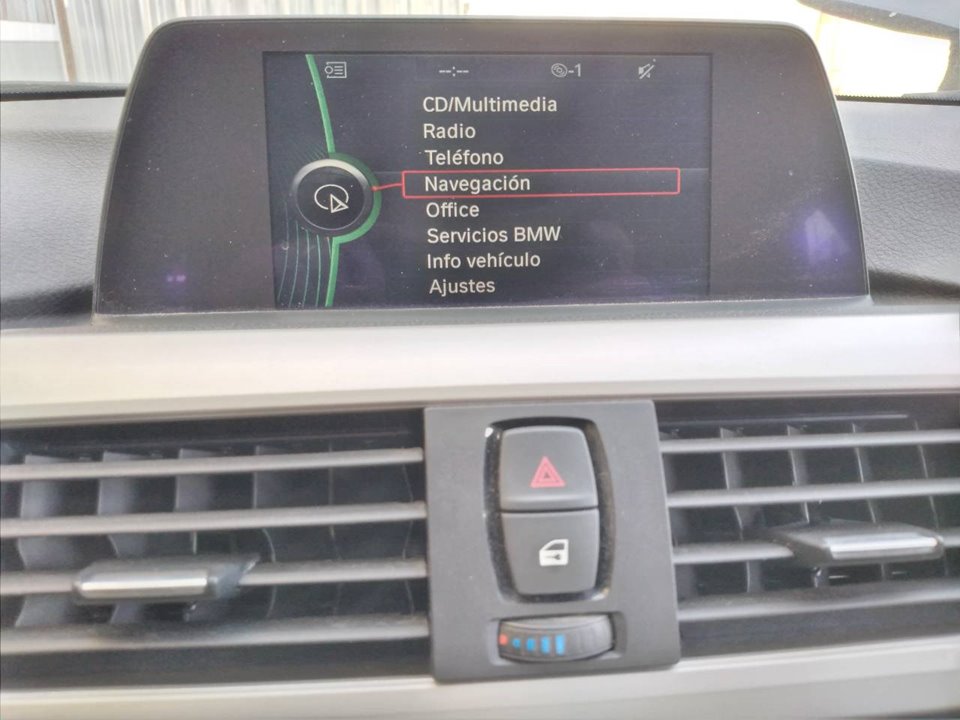 --:-- -1
CD/Multimedia
Radio
Teléfono
Navegación
Office
Servicios BMW
Info vehículo
Ajustes